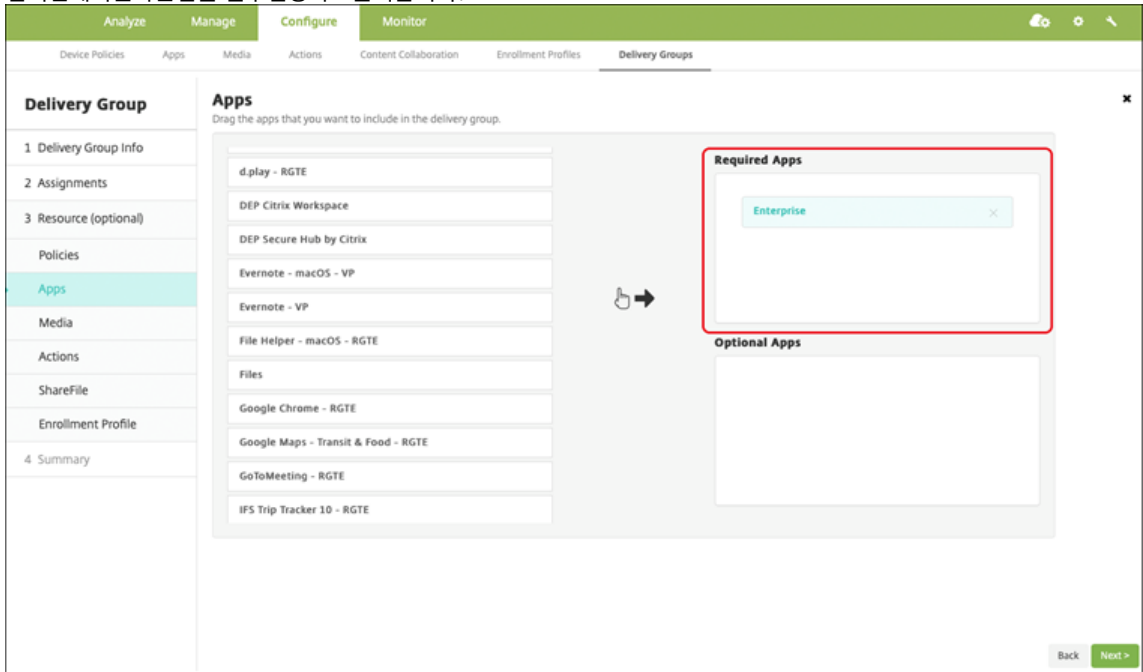 Analyze Manage Configure Monitor
Device Policies Apps Media Actions Content Collaboration Enrollment Profiles Delivery Groups
Delivery Group
1 Delivery Group Info
2 Assignments
3 Resource (optional)
Policies
Apps
Media
Actions
ShareFile
Enrollment Profile
4 Summary
Apps
Drag the apps that you want to include in the delivery group.
d.play - RGTE
DEP Citrix Workspace
DEP Secure Hub by Citrix
Evernote - macOS - VP
Evernote - VP
File Helper - macOS - RGTE
Files
Google Chrome - RGTE
Google Maps - Transit & Food - RGTE
GoToMeeting - RGTE
IFS Trip Tracker 10 - RGTE
Required Apps
Enterprise
Optional Apps
Back Next >